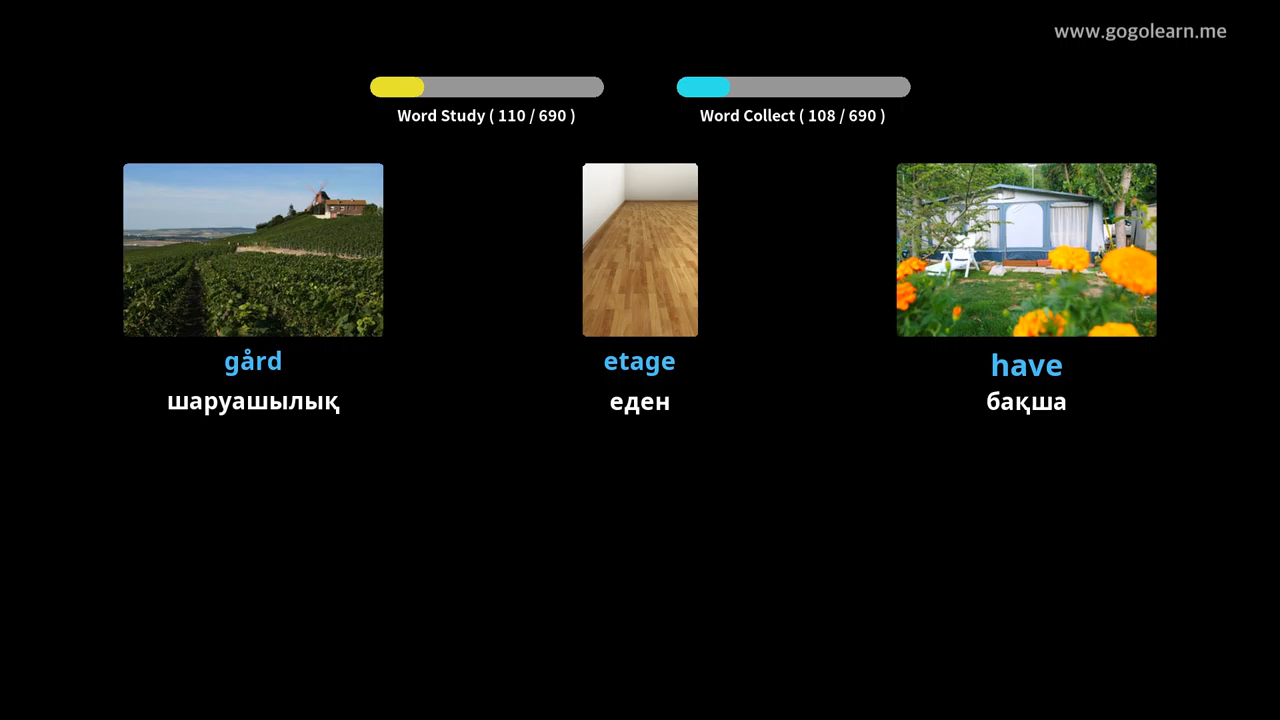 www.gogolearn.me
Word Study ( 110 / 690 )
Word Collect ( 108 / 690 )
gård
etage
have
шаруашылық
еден
бақша